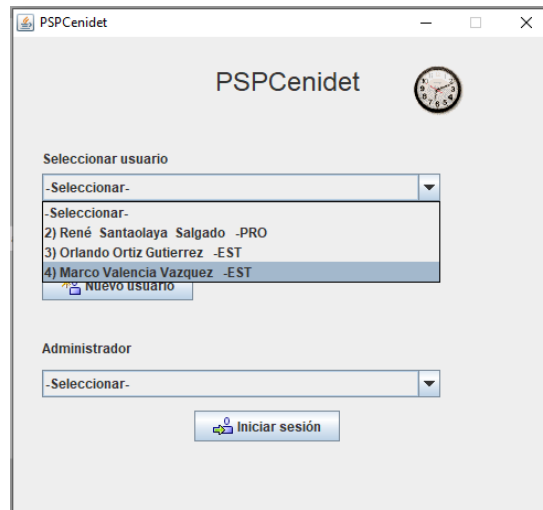 PSPCenidet
PSPCenidet
Seleccionar usuario
-Seleccionar-
-Seleccionar-
2) René Santaolaya Salgado -PRO
3) Orlando Ortiz Gutierrez -EST
4) Marco Valencia Vazquez -EST
Nuevo usuario
Administrador
-Seleccionar-
Iniciar sesión